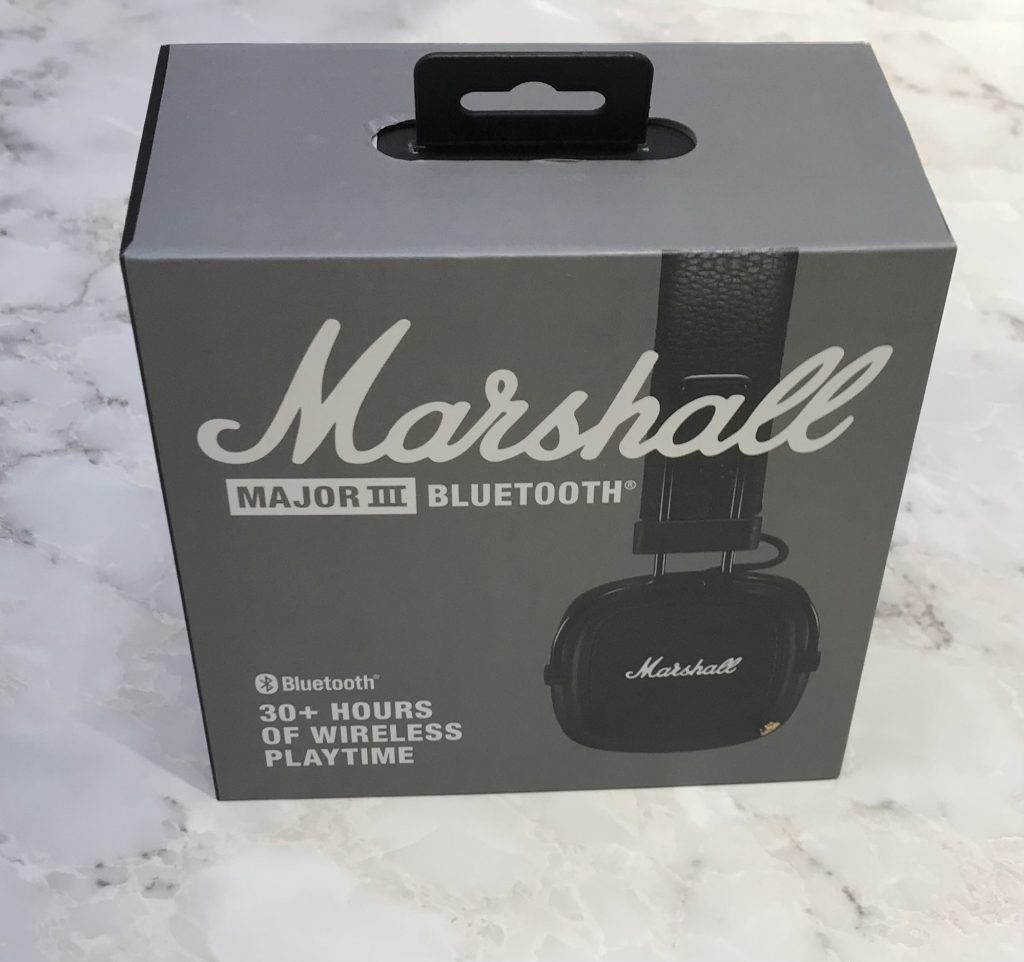 Marshall
MAJOR III BLUETOOTH®
Marshall
Bluetooth®
30+ HOURS
OF WIRELESS
PLAYTIME